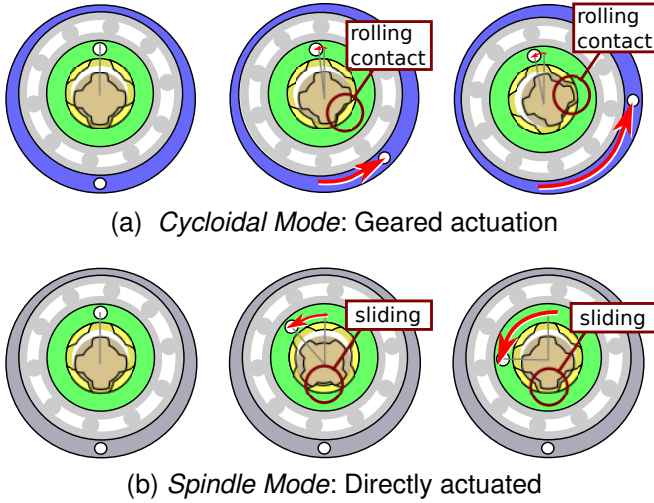 rolling
contact
rolling
contact
(a) Cycloidal Mode: Geared actuation
sliding
sliding
(b) Spindle Mode: Directly actuated